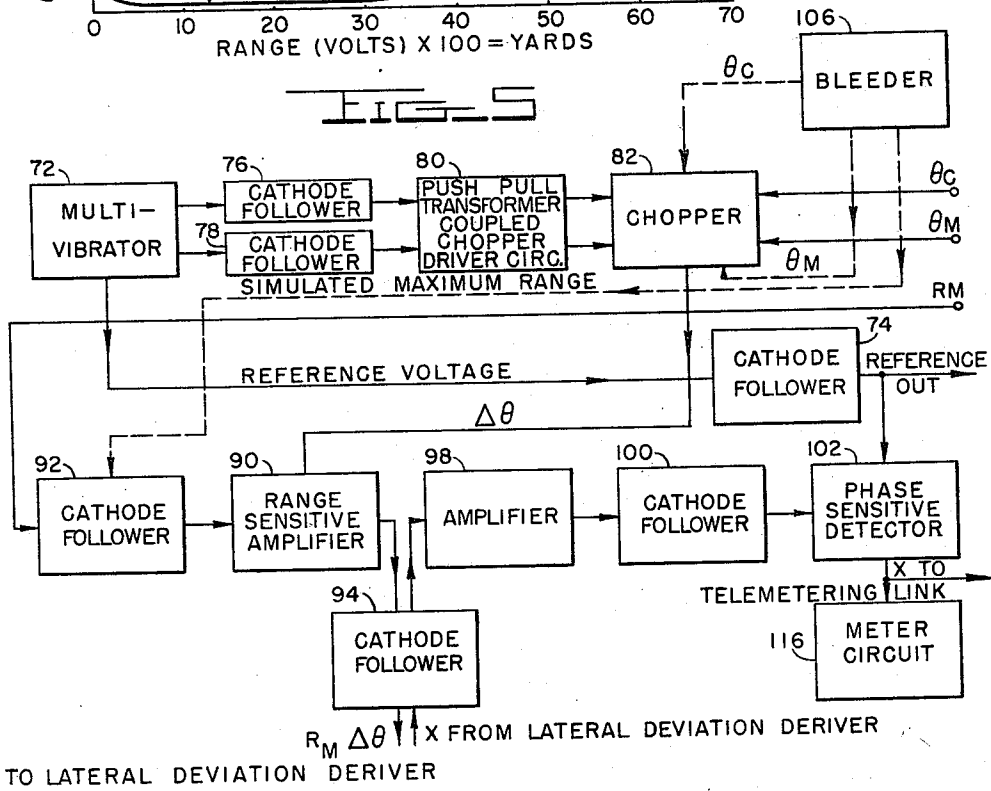 0 10 20 30 40 50 60 70
RANGE (VOLTS) X 100 = YARDS
FIG-5
106
BLEEDER
θC
72
MULTI-
VIBRATOR
76
CATHODE
FOLLOWER
78
CATHODE
FOLLOWER
80
PUSH PULL
TRANSFORMER
COUPLED
CHOPPER
DRIVER CIRC.
82
CHOPPER
θC
θM
θM
SIMULATED MAXIMUM RANGE
RM
74
CATHODE
FOLLOWER
REFERENCE
OUT
REFERENCE VOLTAGE
Δθ
92
CATHODE
FOLLOWER
90
RANGE
SENSITIVE
AMPLIFIER
98
AMPLIFIER
100
CATHODE
FOLLOWER
102
PHASE
SENSITIVE
DETECTOR
X TO
TELEMETERING LINK
94
CATHODE
FOLLOWER
116
METER
CIRCUIT
RM Δθ
X FROM LATERAL DEVIATION DERIVER
TO LATERAL DEVIATION DERIVER